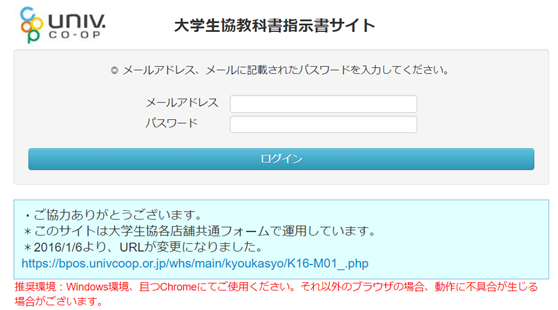 UNIV.
CO-OP
大学生協教科書指示書サイト
◎ メールアドレス、メールに記載されたパスワードを入力してください。
メールアドレス
パスワード
ログイン
・ご協力ありがとうございます。
＊このサイトは大学生協各店舗共通フォームで運用しています。
＊2016/1/6より、URLが変更になりました。
https://bpos.univcoop.or.jp/whs/main/kyoukasyo/K16-M01_.php
推奨環境：Windows環境、且つChromeにてご使用ください。それ以外のブラウザの場合、動作に不具合が生じる
場合がございます。